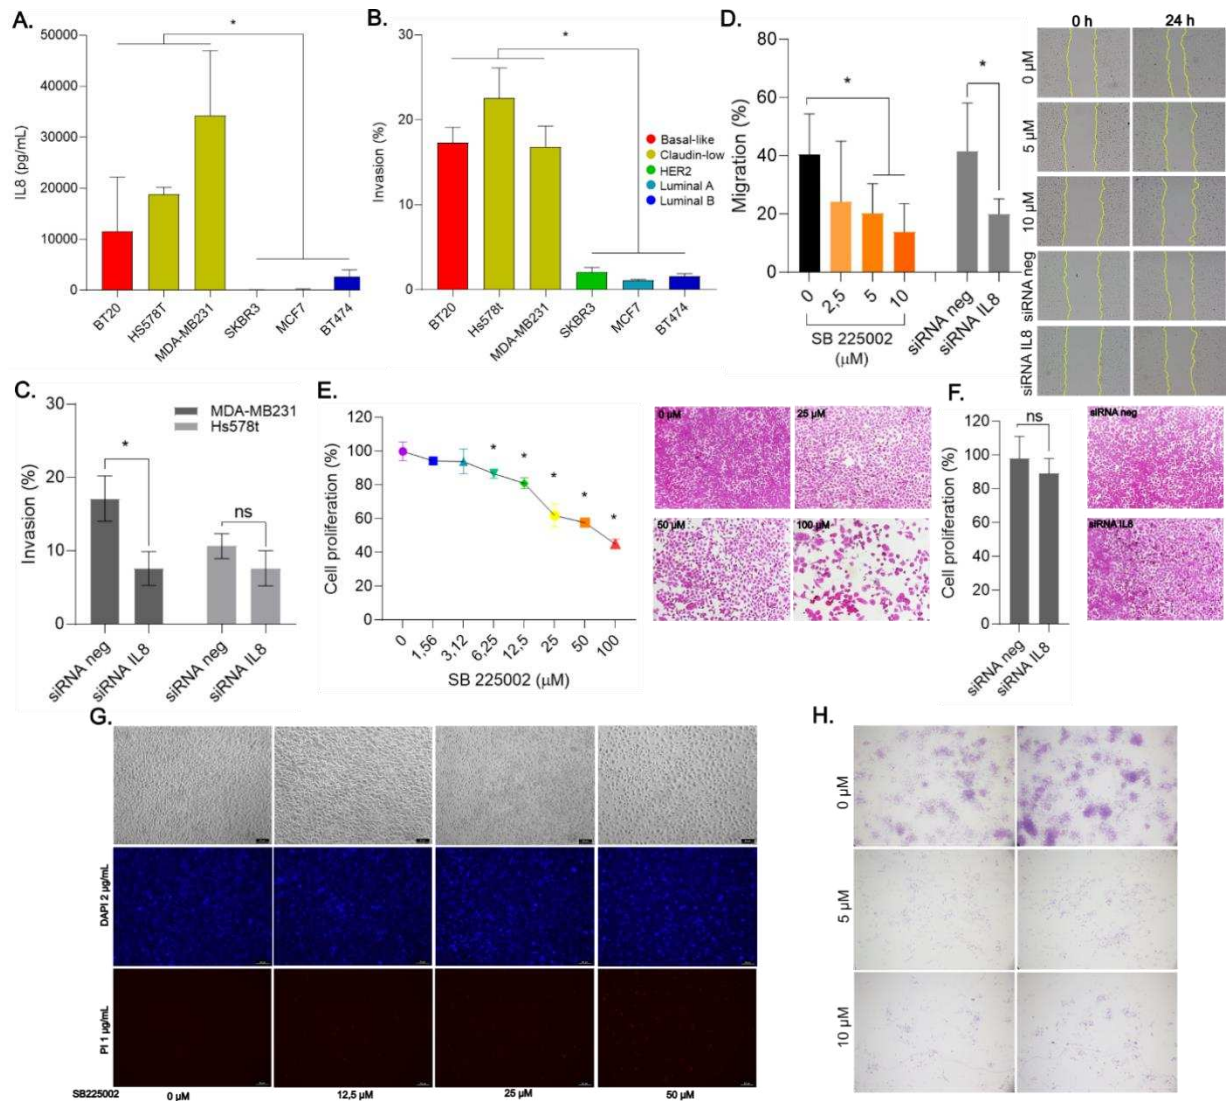 A.
*
50000
40000
30000
20000
10000
0
IL8 (pg/mL)
BT20
HS578T
MDA-MB231
SKBR3
MCF7
BT474
B.
*
30
20
10
0
Invasion (%)
Basal-like
Claudin-low
HER2
Luminal A
Luminal B
BT20
Hs578t
MDA-MB231
SKBR3
MCF7
BT474
D.
80
60
40
20
0
Migration (%)
*
*
0
2,5
5
10
SB 225002
(μM)
siRNA neg
siRNA IL8
0 h
24 h
0 μM
5 μM
10 μM
siRNA neg
siRNA IL8
C.
30
20
10
0
Invasion (%)
MDA-MB231
Hs578t
*
ns
siRNA neg
siRNA IL8
siRNA neg
siRNA IL8
E.
120
100
80
60
40
20
0
Cell proliferation (%)
* * * * *
0
1,56
3,12
6,25
12,5
25
50
100
SB 225002 (μM)
0 μM
25 μM
50 μM
100 μM
F.
120
100
80
60
40
20
0
Cell proliferation (%)
ns
siRNA neg
siRNA IL8
siRNA neg
siRNA IL8
G.
DAPI 2 μg/mL
PI 1 μg/mL
SB225002
0 μM
12,5 μM
25 μM
50 μM
H.
0 μM
5 μM
10 μM